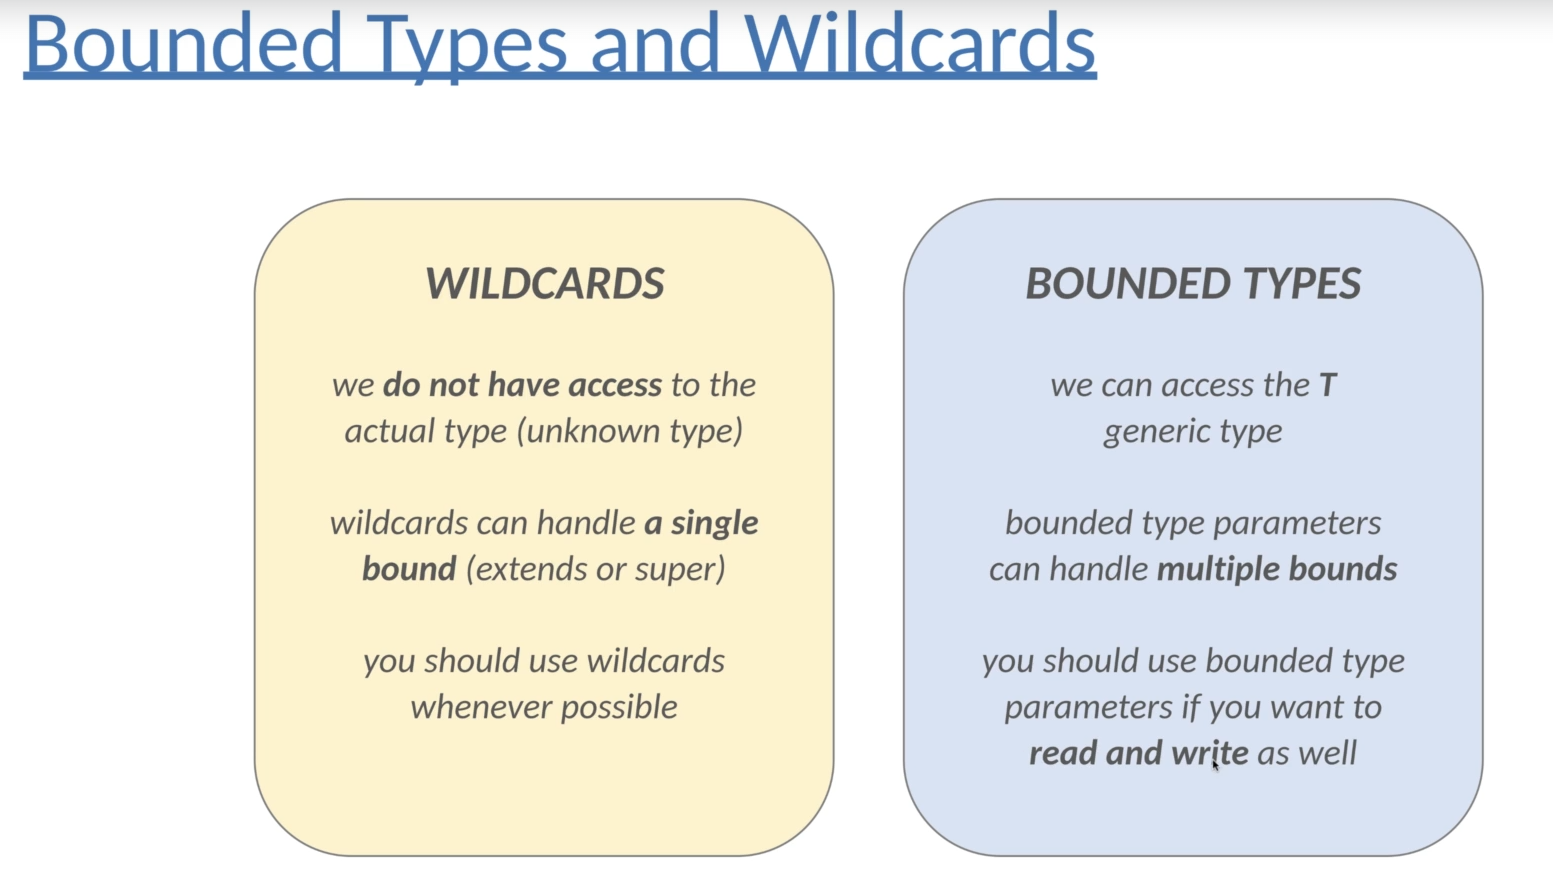 Bounded Types and Wildcards
WILDCARDS
we do not have access to the
actual type (unknown type)
wildcards can handle a single
bound (extends or super)
you should use wildcards
whenever possible
BOUNDED TYPES
we can access the T
generic type
bounded type parameters
can handle multiple bounds
you should use bounded type
parameters if you want to
read and write as well